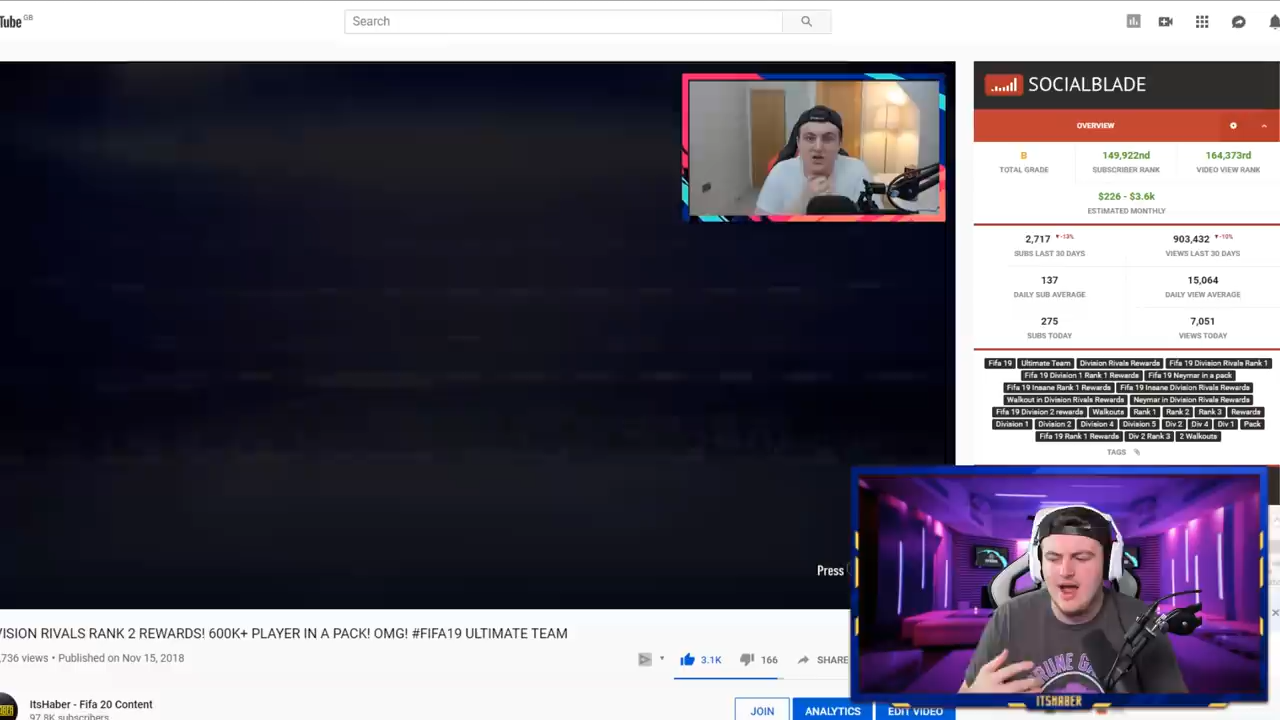 Tube GB
Search
SOCIALBLADE
OVERVIEW
B
TOTAL GRADE
149,922nd
SUBSCRIBER RANK
164,373rd
VIDEO VIEW RANK
$226 - $3.6k
ESTIMATED MONTHLY
2,717 -13%
SUBS LAST 30 DAYS
903,432 -10%
VIEWS LAST 30 DAYS
137
DAILY SUB AVERAGE
15,064
DAILY VIEW AVERAGE
275
SUBS TODAY
7,051
VIEWS TODAY
Fifa 19 Ultimate Team Division Rivals Rewards Fifa 19 Division Rivals Rank 1
Fifa 19 Division 1 Rank 1 Rewards Fifa 19 Neymar in a pack
Fifa 19 Insane Rank 1 Rewards Fifa 19 Insane Division Rivals Rewards
Walkout in Division Rivals Rewards Neymar in Division Rivals Rewards
Fifa 19 Division 2 rewards Walkouts Rank 1 Rank 2 Rank 3 Rewards
Division 1 Division 2 Division 4 Division 5 Div 2 Div 4 Div 1 Pack
Fifa 19 Rank 1 Rewards Div 2 Rank 3 2 Walkouts
TAGS
Press
VISION RIVALS RANK 2 REWARDS! 600K+ PLAYER IN A PACK! OMG! #FIFA19 ULTIMATE TEAM
,736 views • Published on Nov 15, 2018
3.1K
166
SHARE
ITSHABER
ItsHaber - Fifa 20 Content
97.8K subscribers
JOIN
ANALYTICS
EDIT VIDEO